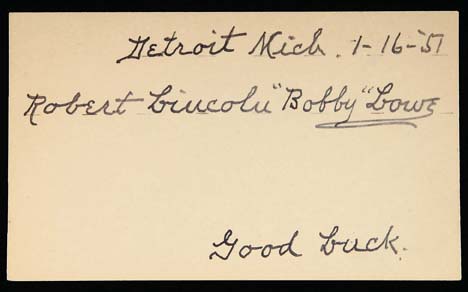 Detroit Mich. 1-16-51
Robert Lincoln "Bobby" Lowe
Good Luck.